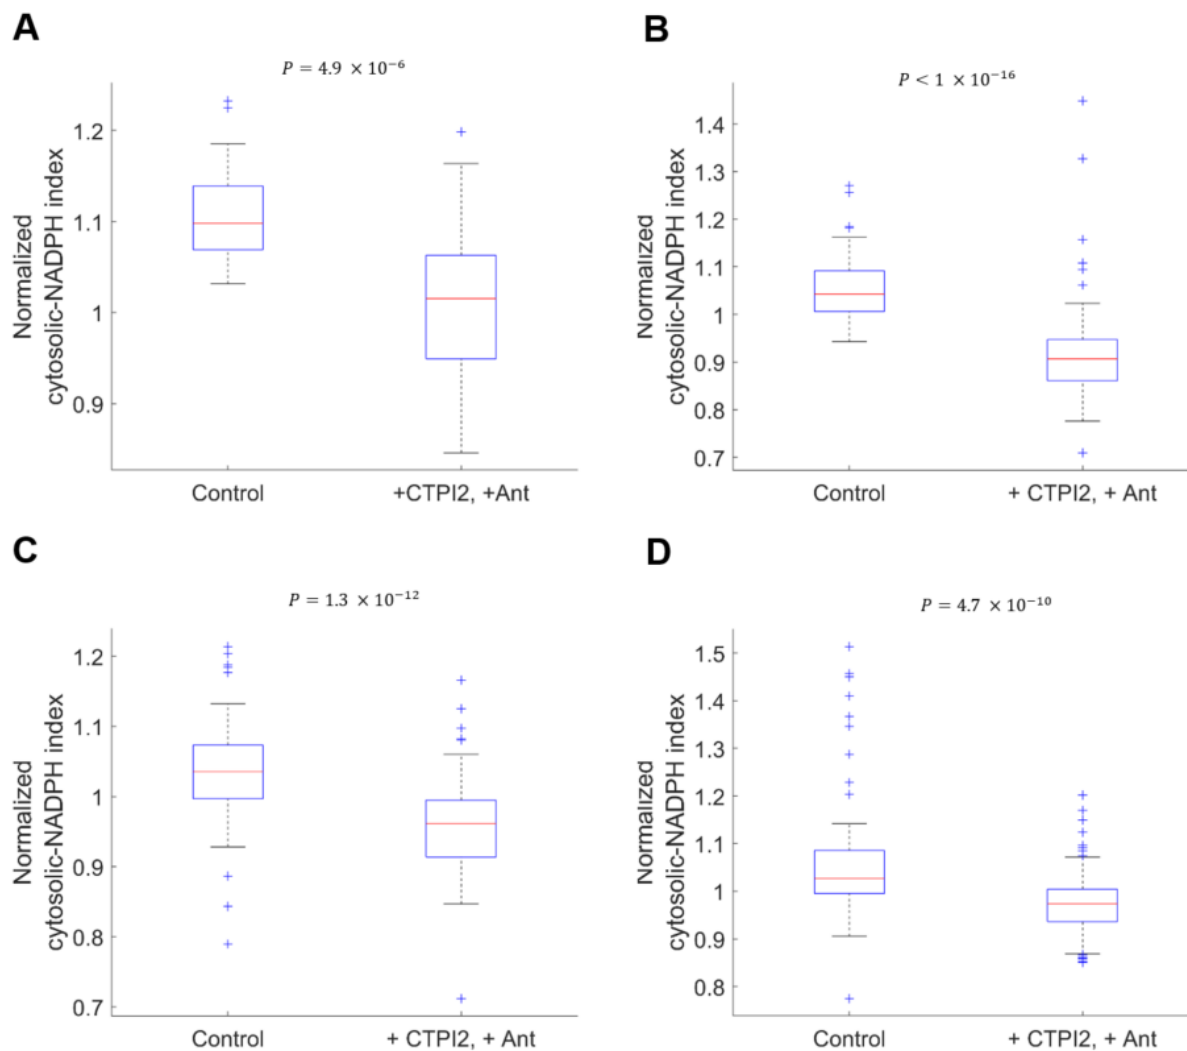 A
P = 4.9 × 10⁻⁶
Normalized
cytosolic-NADPH index
1.2
1.1
1
0.9
Control
+CTPI2, +Ant
B
P < 1 × 10⁻¹⁶
Normalized
cytosolic-NADPH index
1.4
1.3
1.2
1.1
1
0.9
0.8
0.7
Control
+ CTPI2, + Ant
C
P = 1.3 × 10⁻¹²
Normalized
cytosolic-NADPH index
1.2
1.1
1
0.9
0.8
0.7
Control
+ CTPI2, + Ant
D
P = 4.7 × 10⁻¹⁰
Normalized
cytosolic-NADPH index
1.5
1.4
1.3
1.2
1.1
1
0.9
0.8
Control
+ CTPI2, + Ant